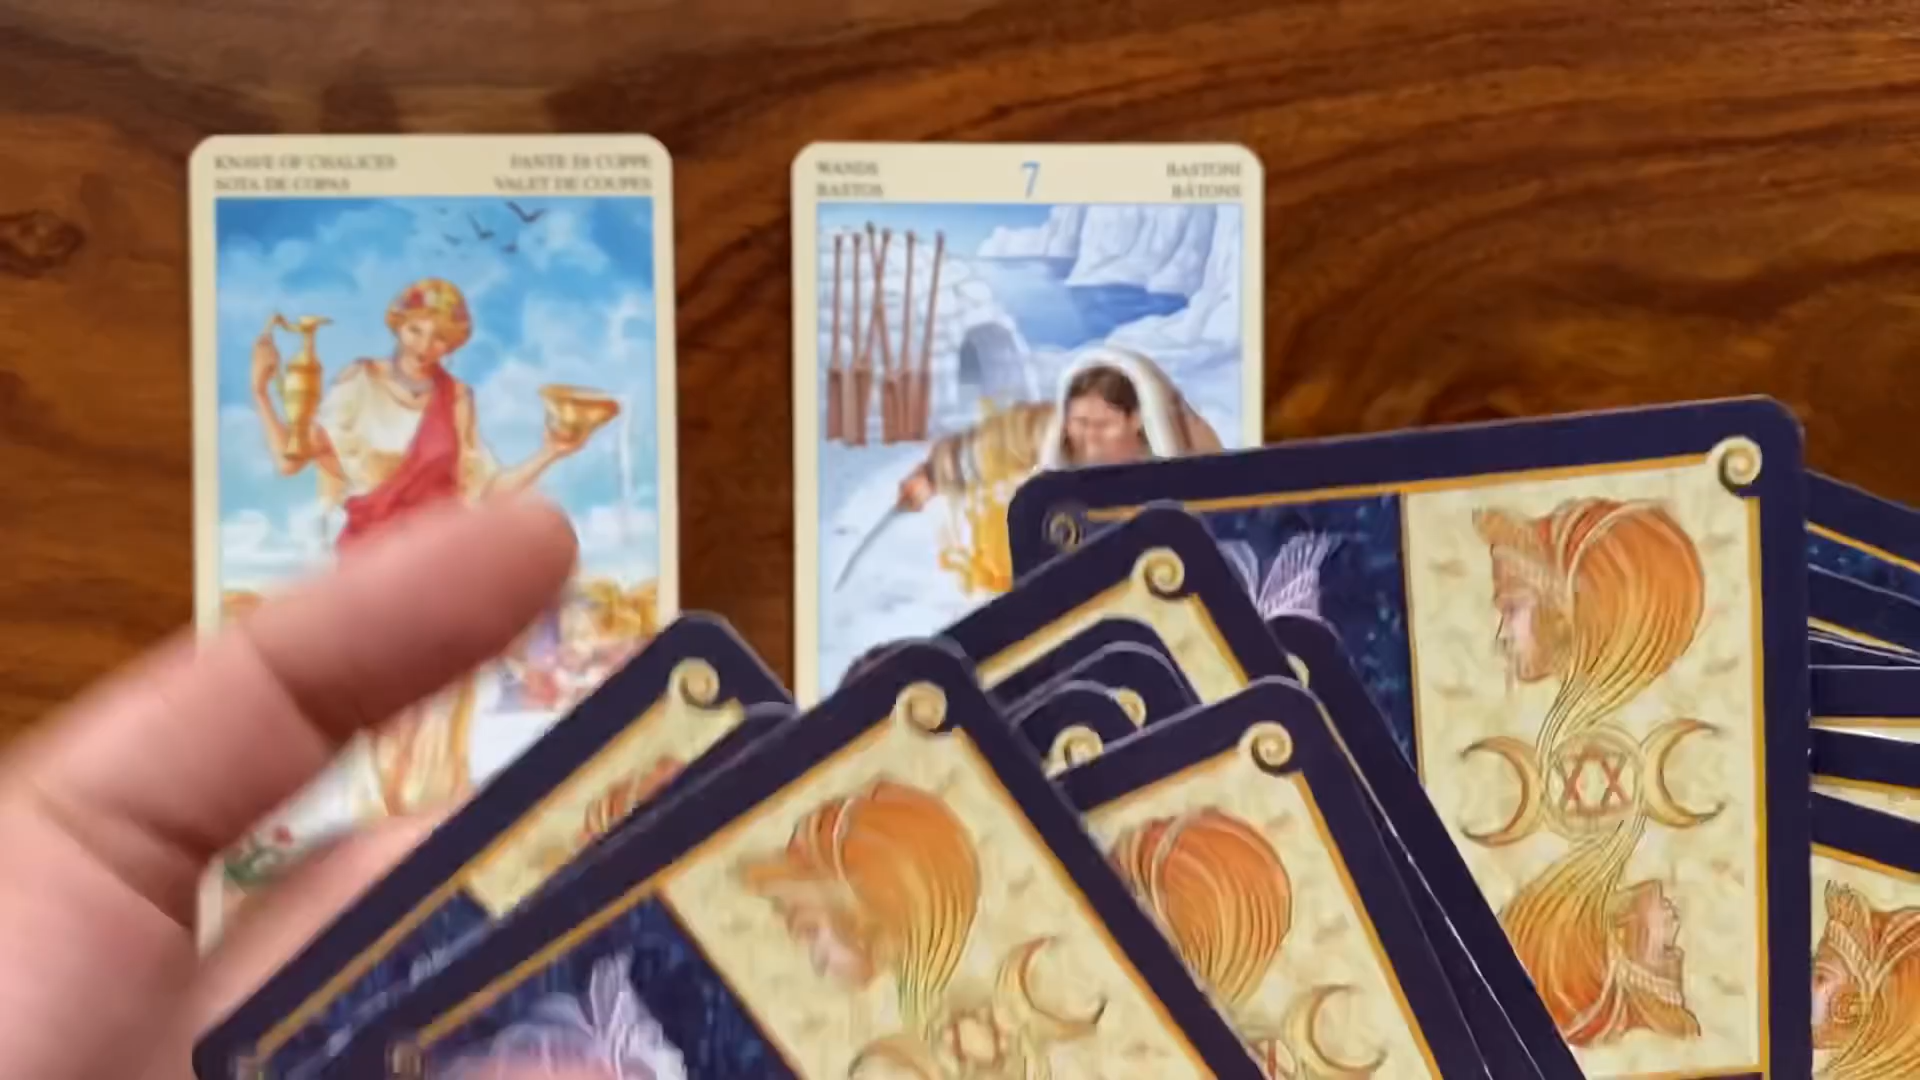 KNAVE OF CHALICES
SOTA DE COPAS
FANTE DI COPPE
VALET DE COUPES
WANDS
BASTOS
7
BASTONI
BÂTONS
XX